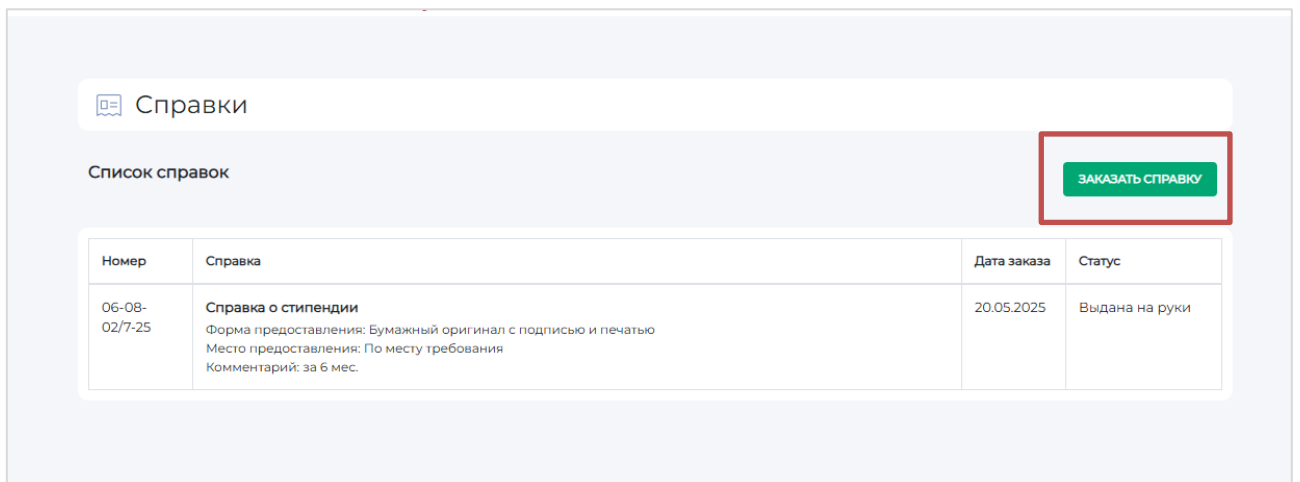 Справки
Список справок
ЗАКАЗАТЬ СПРАВКУ
Номер Справка Дата заказа Статус
06-08-
02/7-25
Справка о стипендии
Форма предоставления: Бумажный оригинал с подписью и печатью
Место предоставления: По месту требования
Комментарий: за 6 мес.
20.05.2025
Выдана на руки